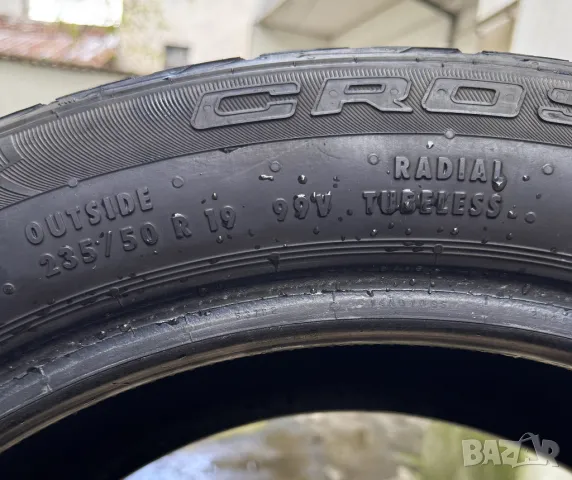 CROS
OUTSIDE
235/50 R 19 99V
RADIAL
TUBELESS
BAZAR